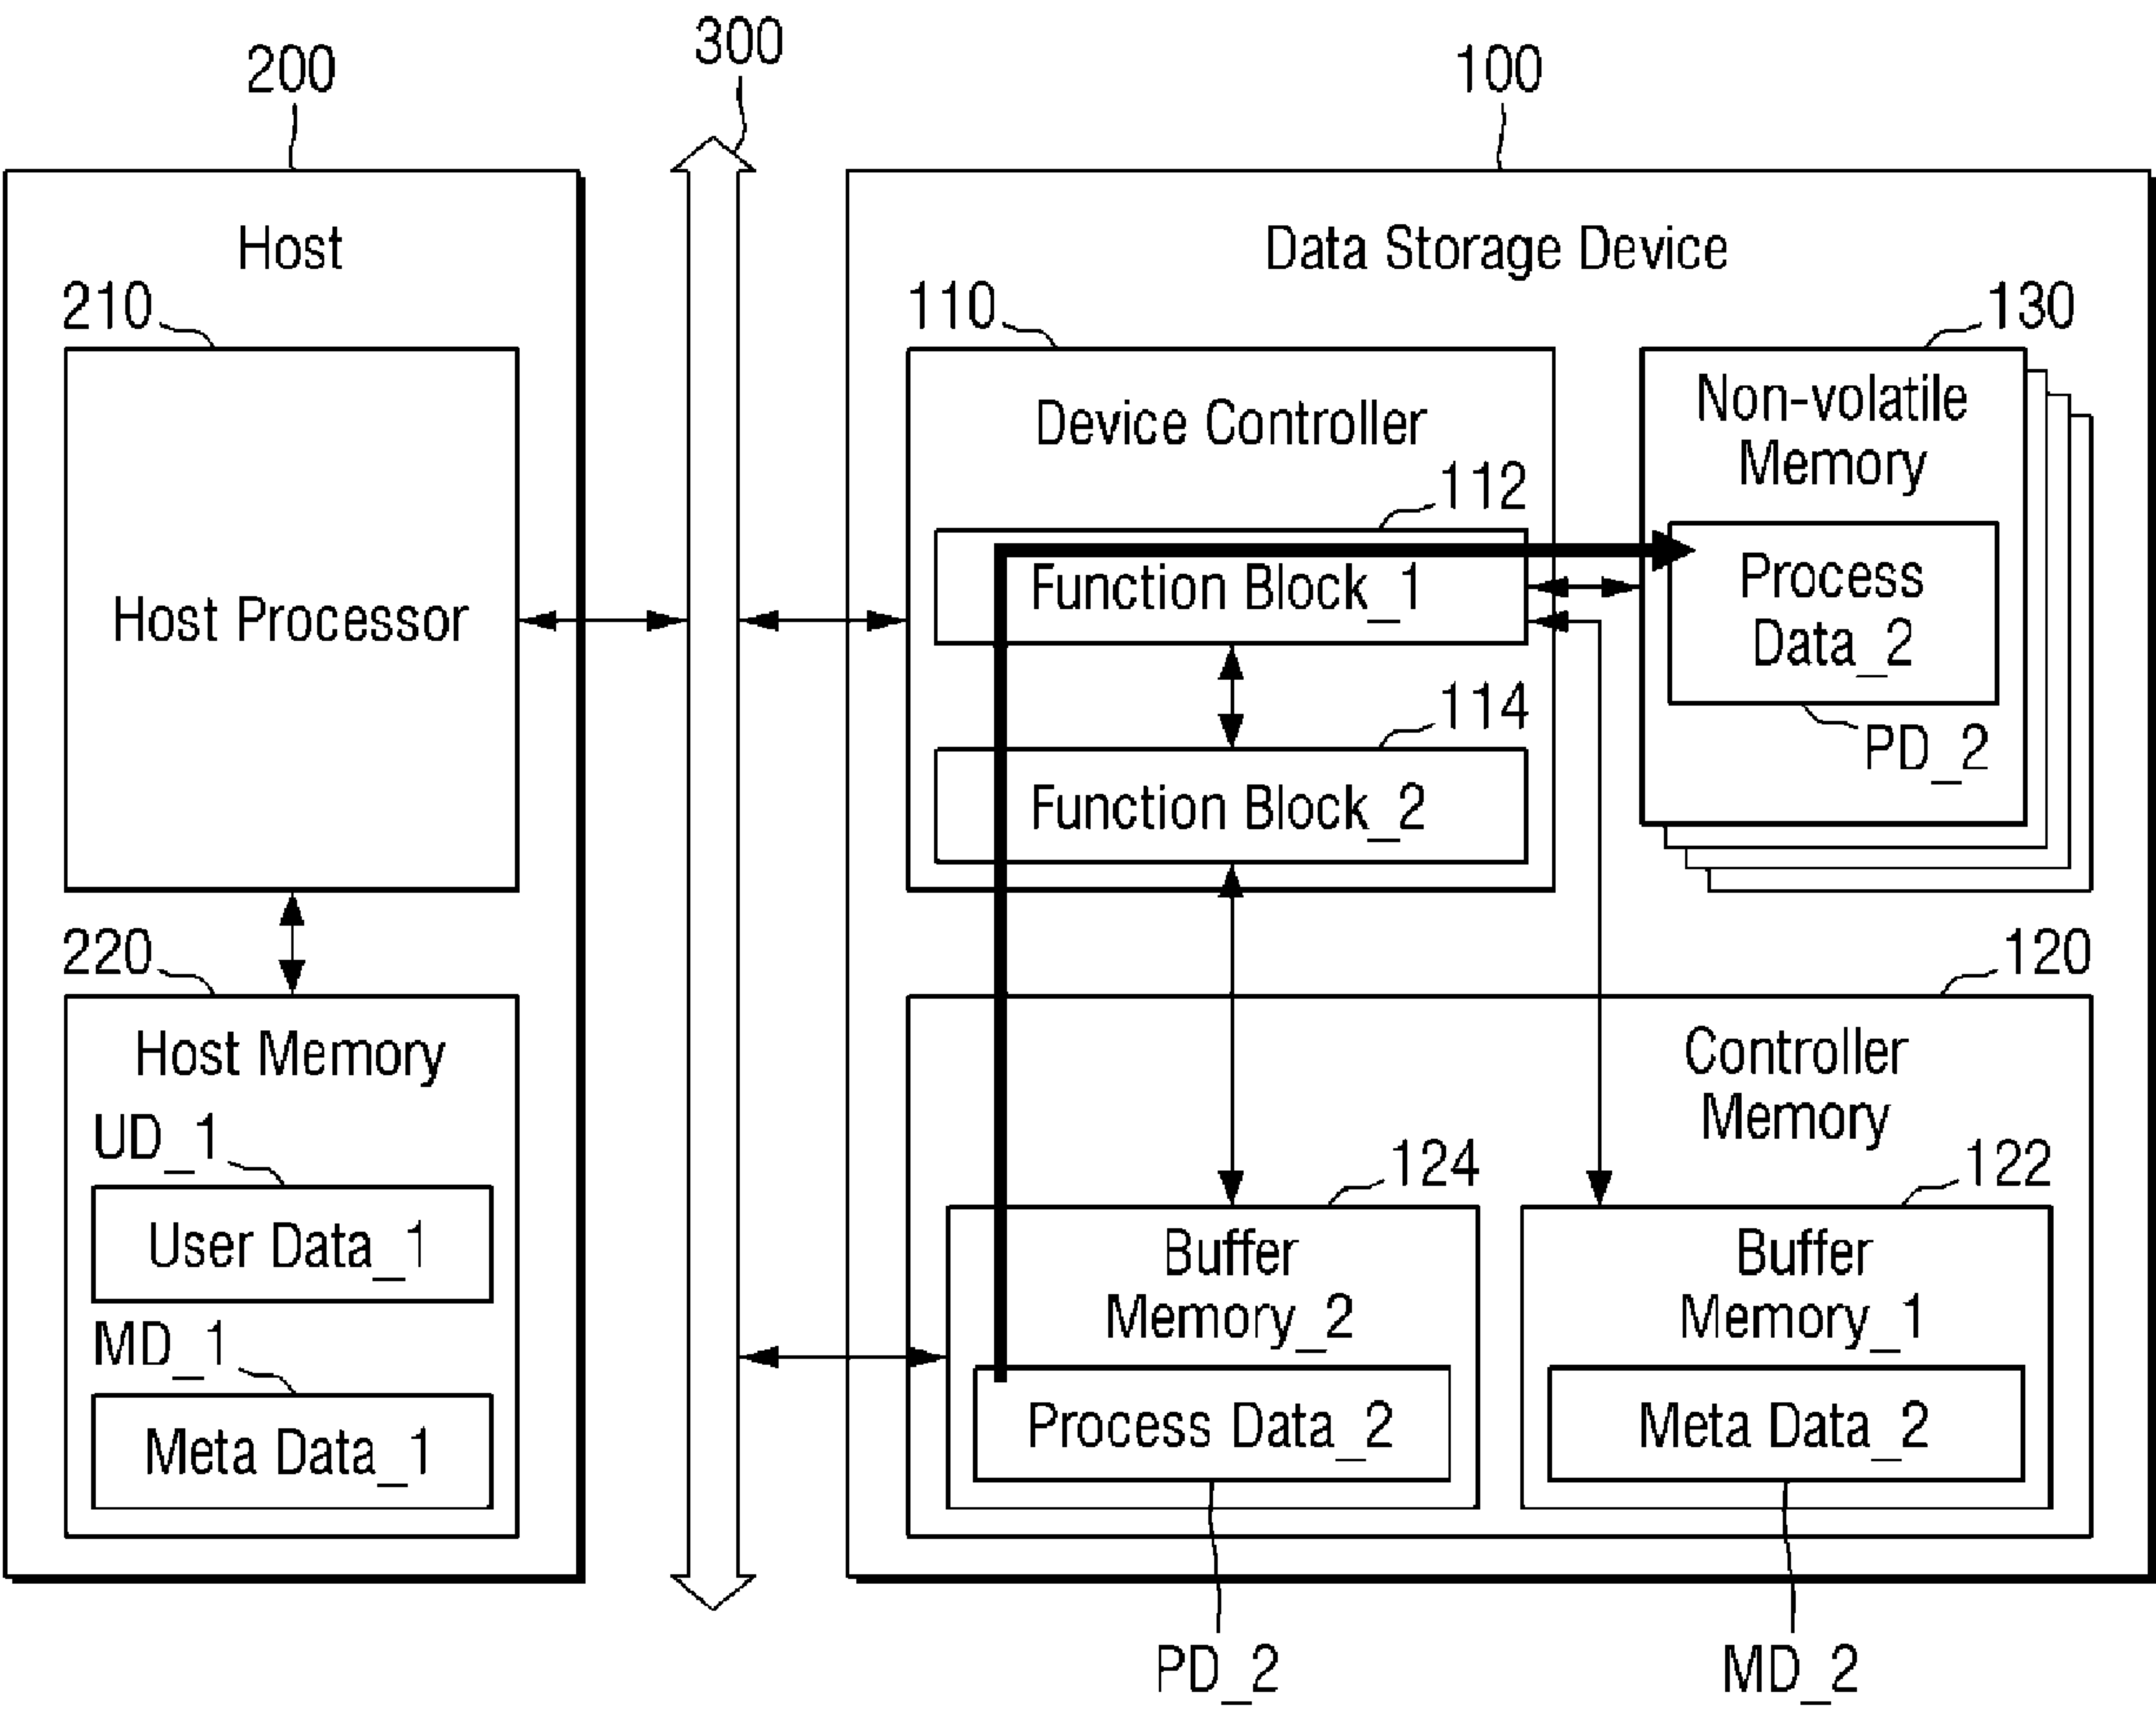 300
200
100
Host
Data Storage Device
210
110
130
Host Processor
Device Controller
112
Function Block_1
114
Function Block_2
Non-volatile
Memory
Process
Data_2
PD_2
220
120
Host Memory
UD_1
User Data_1
MD_1
Meta Data_1
Controller
Memory
124
Buffer
Memory_2
Process Data_2
122
Buffer
Memory_1
Meta Data_2
PD_2
MD_2